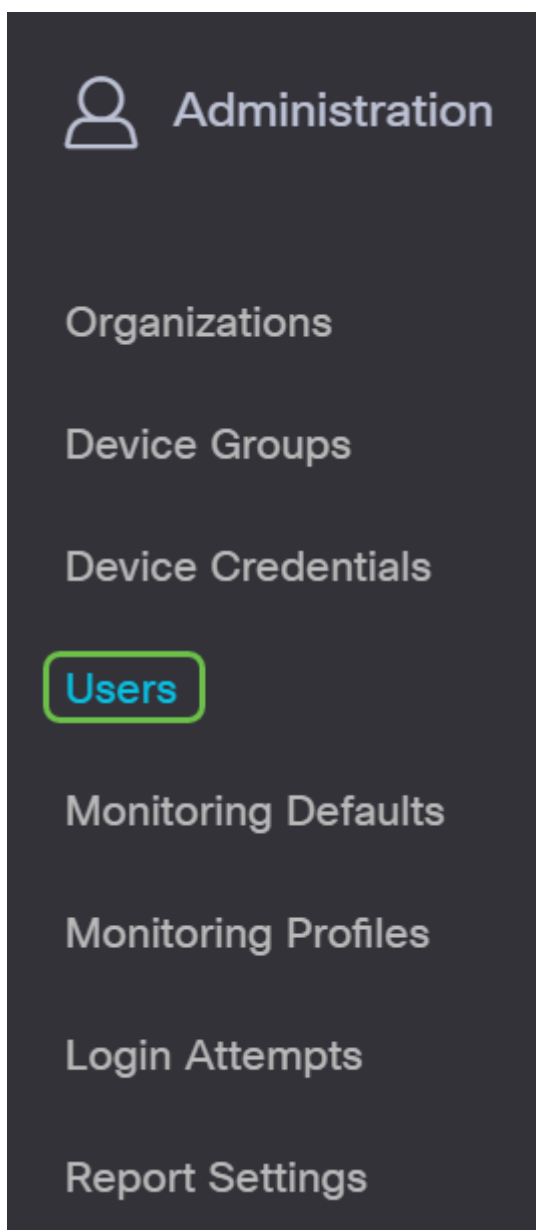 Administration
Organizations
Device Groups
Device Credentials
Users
Monitoring Defaults
Monitoring Profiles
Login Attempts
Report Settings